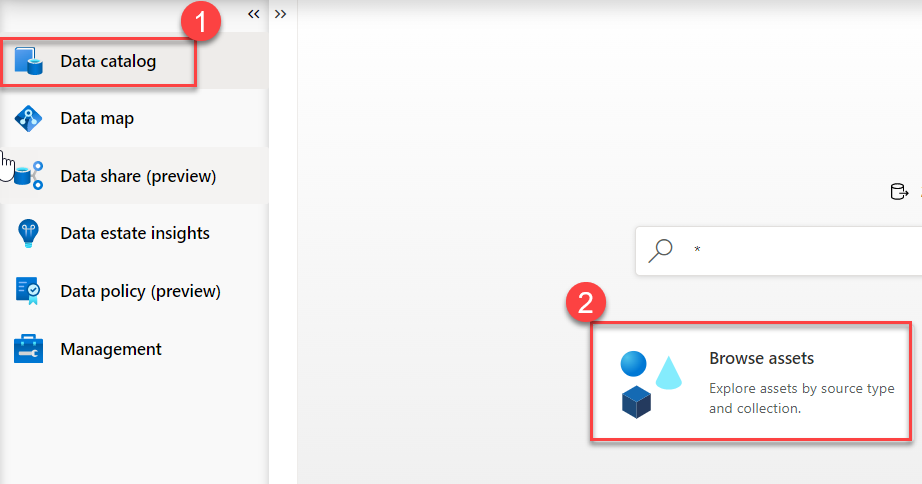 1
Data catalog
Data map
Data share (preview)
Data estate insights
Data policy (preview)
Management
*
2
Browse assets
Explore assets by source type
and collection.